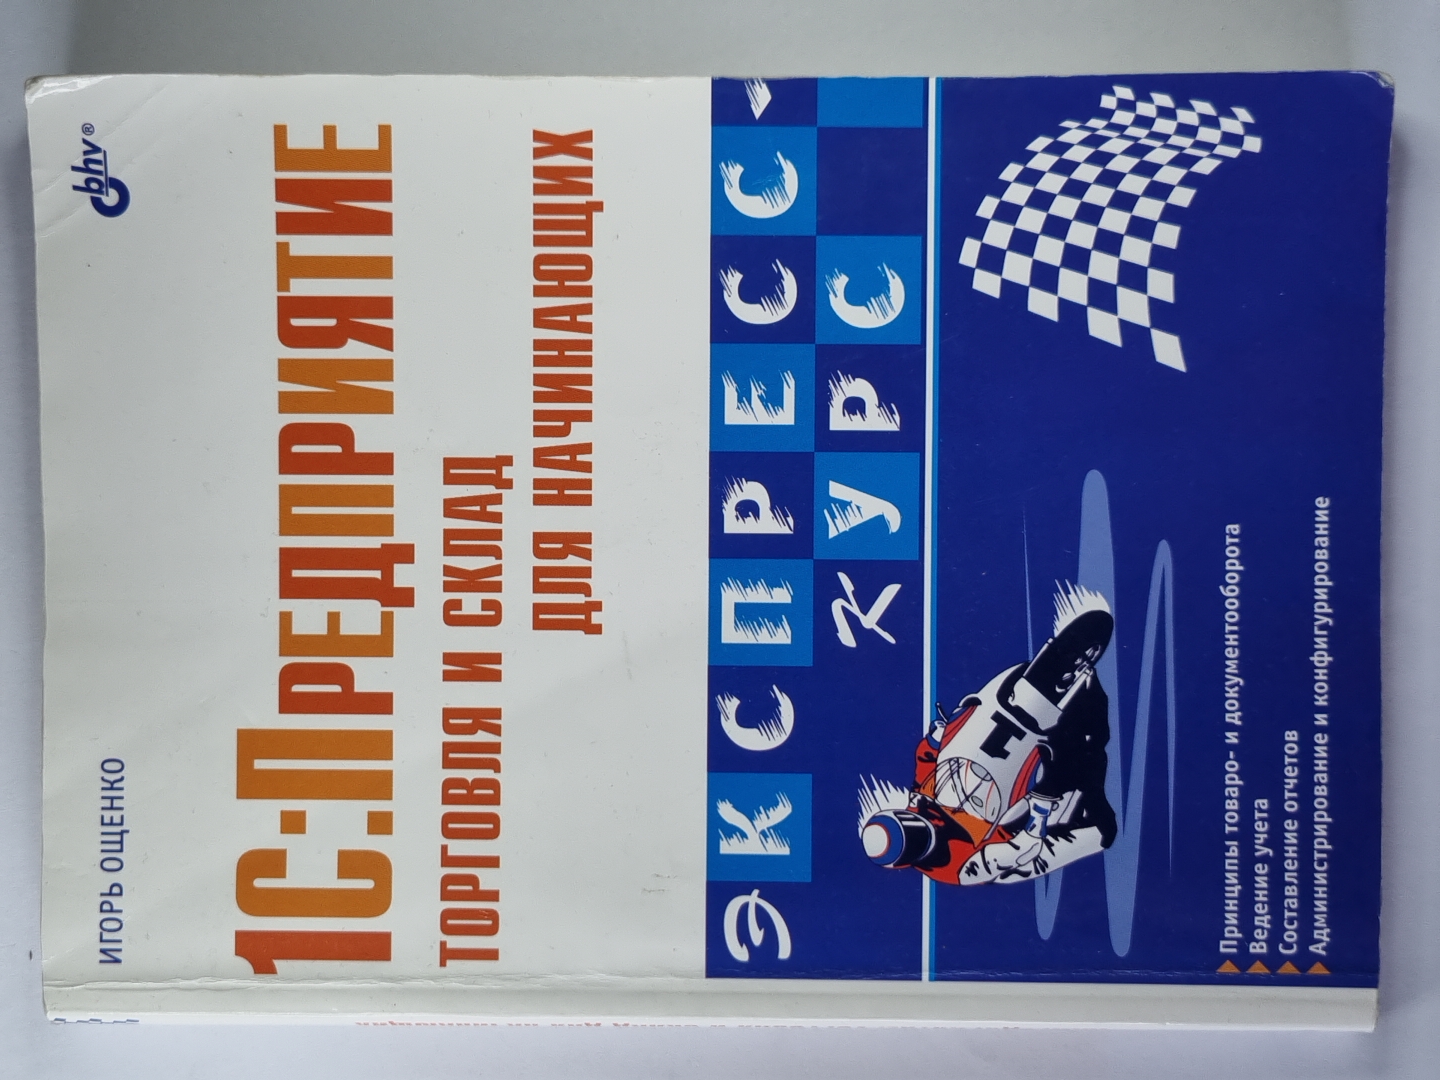 ИГОРЬ ОЩЕНКО
bhv®
1С:ПРЕДПРИЯТИЕ
ТОРГОВЛЯ И СКЛАД
ДЛЯ НАЧИНАЮЩИХ
ЭКСПРЕСС-
КУРС
1
Принципы товаро- и документооборота
Ведение учета
Составление отчетов
Администрирование и конфигурирование